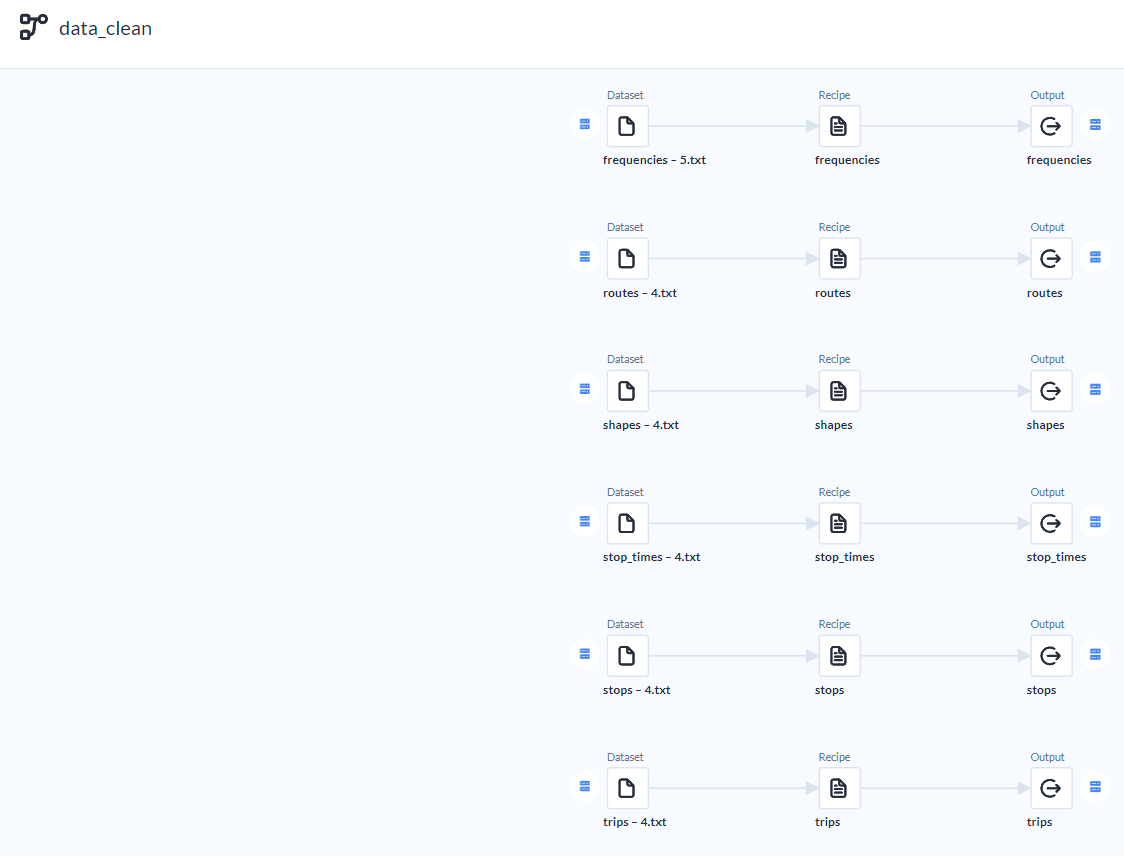 data_clean
Dataset Recipe Output
frequencies – 5.txt frequencies frequencies
Dataset Recipe Output
routes – 4.txt routes routes
Dataset Recipe Output
shapes – 4.txt shapes shapes
Dataset Recipe Output
stop_times – 4.txt stop_times stop_times
Dataset Recipe Output
stops – 4.txt stops stops
Dataset Recipe Output
trips – 4.txt trips trips